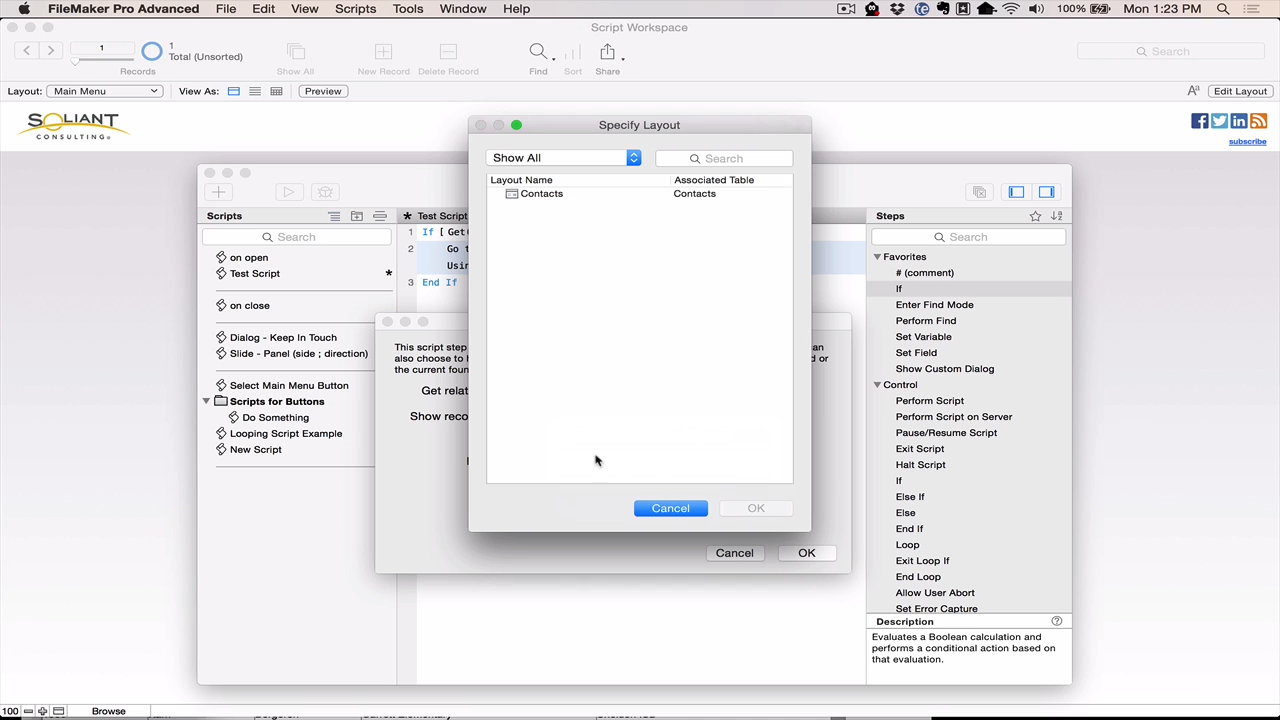 FileMaker Pro Advanced File Edit View Scripts Tools Window Help 100% Mon 1:23 PM
Script Workspace
1
1
Total (Unsorted)
Records
Show All
New Record
Delete Record
Find
Sort
Share
Search
Layout: Main Menu View As: Preview Aª Edit Layout
SOLIANT
CONSULTING
subscribe
Specify Layout
Show All
Search
Layout Name Associated Table
Contacts Contacts
Cancel OK
Scripts
Search
on open
Test Script *
on close
Dialog - Keep In Touch
Slide - Panel (side ; direction)
Select Main Menu Button
Scripts for Buttons
Do Something
Looping Script Example
New Script
* Test Script
1 If [ Get
2 Go
Usin
3 End If
This script step
also choose to
the current foun
can
d or
Get relat
Show reco
Cancel OK
Steps
Search
Favorites
# (comment)
If
Enter Find Mode
Perform Find
Set Variable
Set Field
Show Custom Dialog
Control
Perform Script
Perform Script on Server
Pause/Resume Script
Exit Script
Halt Script
If
Else If
Else
End If
Loop
Exit Loop If
End Loop
Allow User Abort
Set Error Capture
Description
Evaluates a Boolean calculation and
performs a conditional action based on
that evaluation.
100 Browse